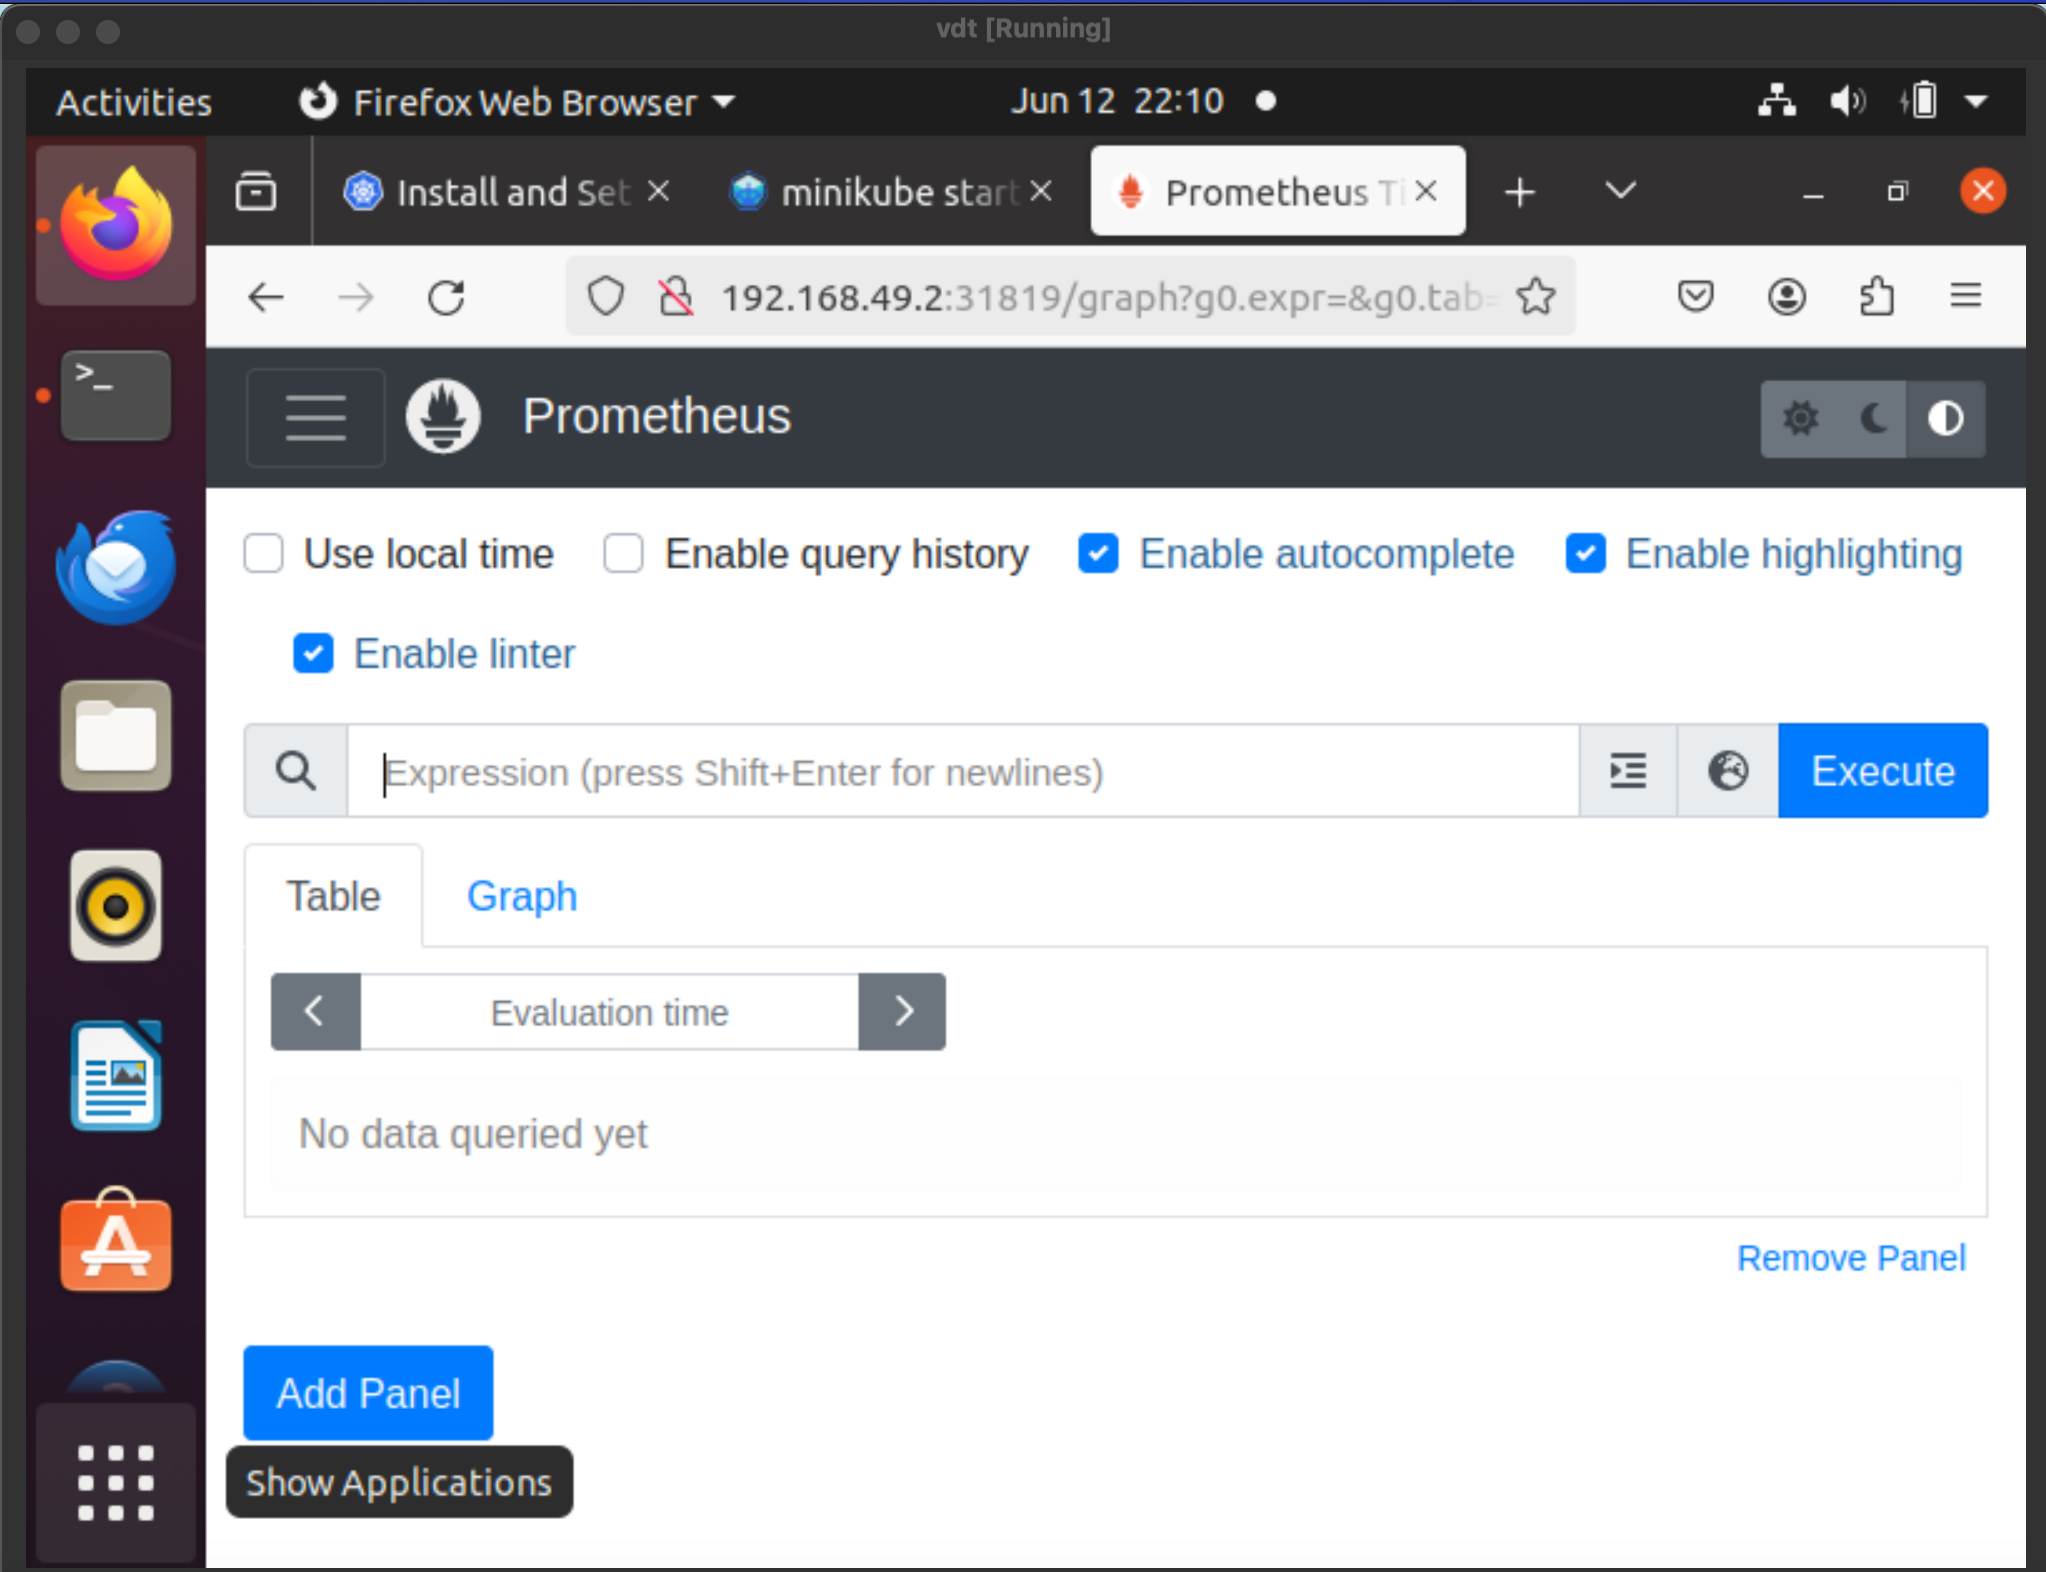 vdt [Running]
Activities Firefox Web Browser Jun 12 22:10
Install and Set minikube start Prometheus Ti
192.168.49.2:31819/graph?g0.expr=&g0.tab=
Prometheus
Use local time Enable query history Enable autocomplete Enable highlighting
Enable linter
Expression (press Shift+Enter for newlines) Execute
Table Graph
Evaluation time
No data queried yet
Remove Panel
Add Panel
Show Applications